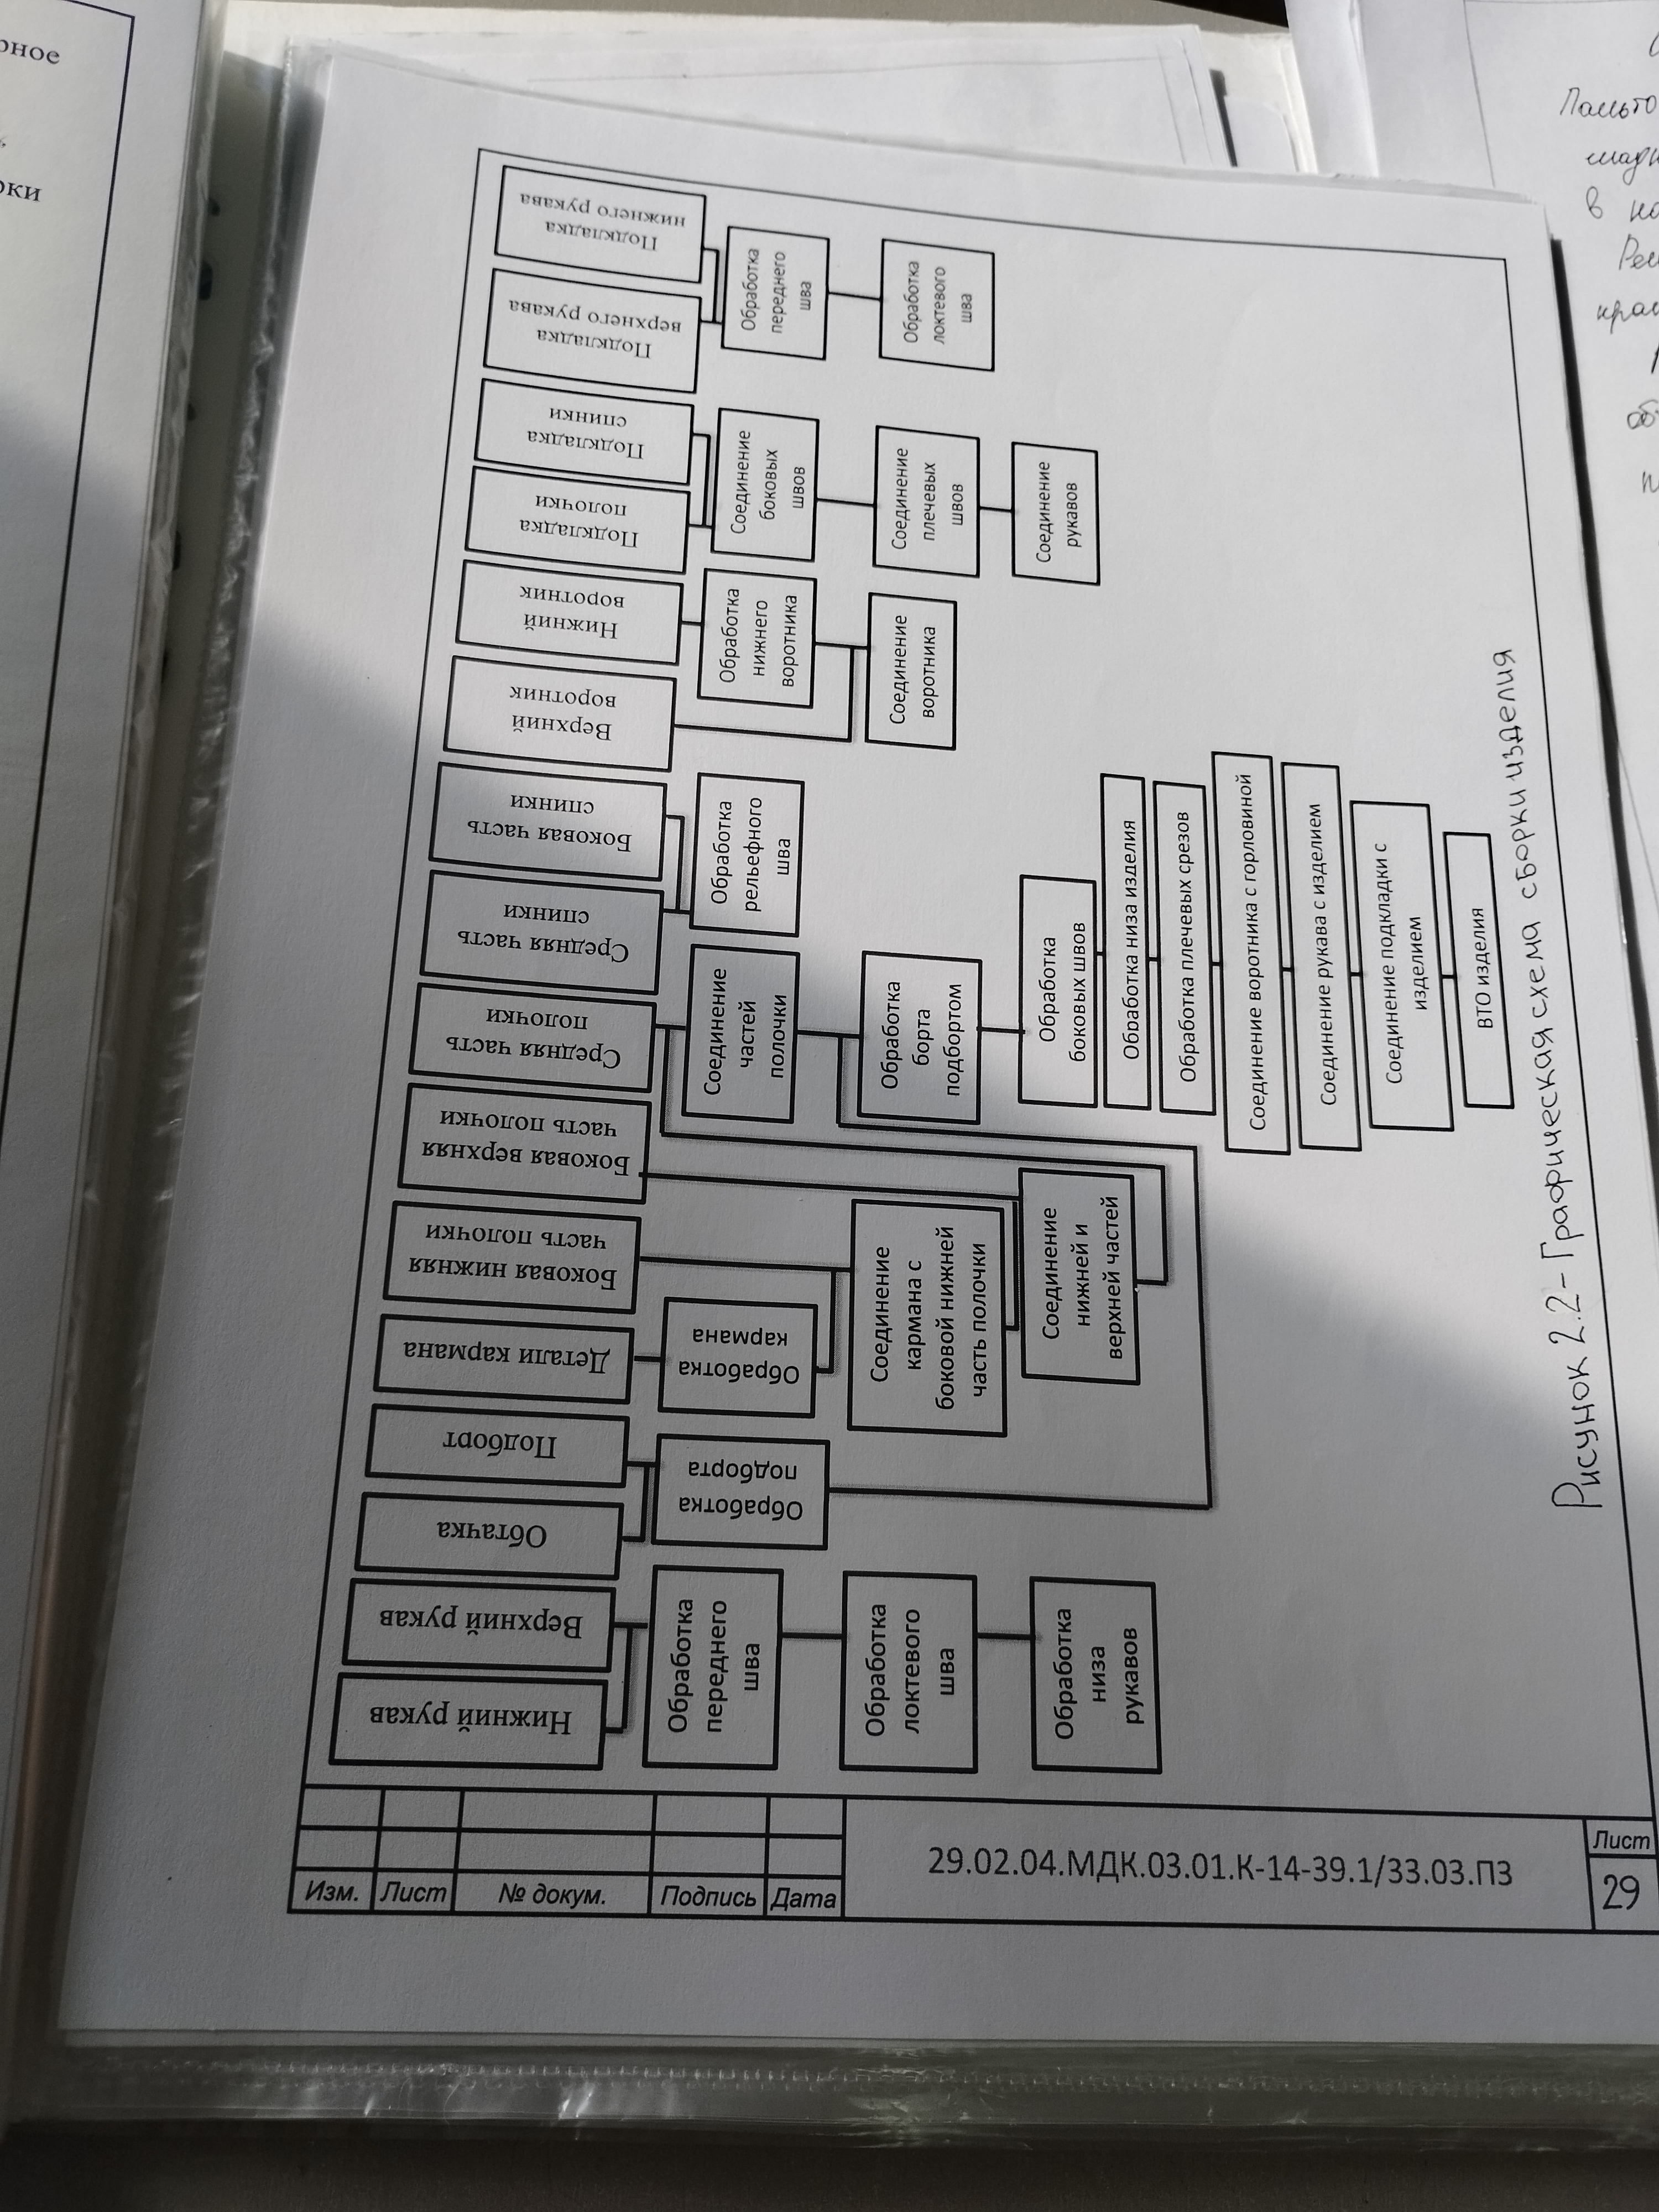 рное
рки
Нижний рукав
Верхний рукав
Обтачка
Подборт
Детали кармана
Боковая нижняя
часть полочки
Боковая верхняя
часть полочки
Средняя часть
полочки
Средняя часть
спинки
Боковая часть
спинки
Верхний
воротник
Нижний
воротник
Подкладка
полочки
Подкладка
спинки
Подкладка
верхнего рукава
Подкладка
нижнего рукава
Обработка
переднего
шва
Обработка
локтевого
шва
Обработка
низа
рукавов
Обработка
подборта
Обработка
кармана
Соединение
кармана с
боковой нижней
часть полочки
Соединение
нижней и
верхней частей
Соединение
частей
полочки
Обработка
борта
подбортом
Обработка
рельефного
шва
Обработка
боковых швов
Обработка низа изделия
Обработка плечевых срезов
Соединение воротника с горловиной
Соединение рукава с изделием
Соединение подкладки с
изделием
ВТО изделия
Обработка
нижнего
воротника
Соединение
воротника
Соединение
боковых
швов
Соединение
плечевых
швов
Соединение
рукавов
Обработка
переднего
шва
Обработка
локтевого
шва
Рисунок 2.2 - Графическая схема сборки изделия
Изм.
Лист
№ докум.
Подпись
Дата
29.02.04.МДК.03.01.К-14-39.1/33.03.ПЗ
Лист
29
Пальто
в